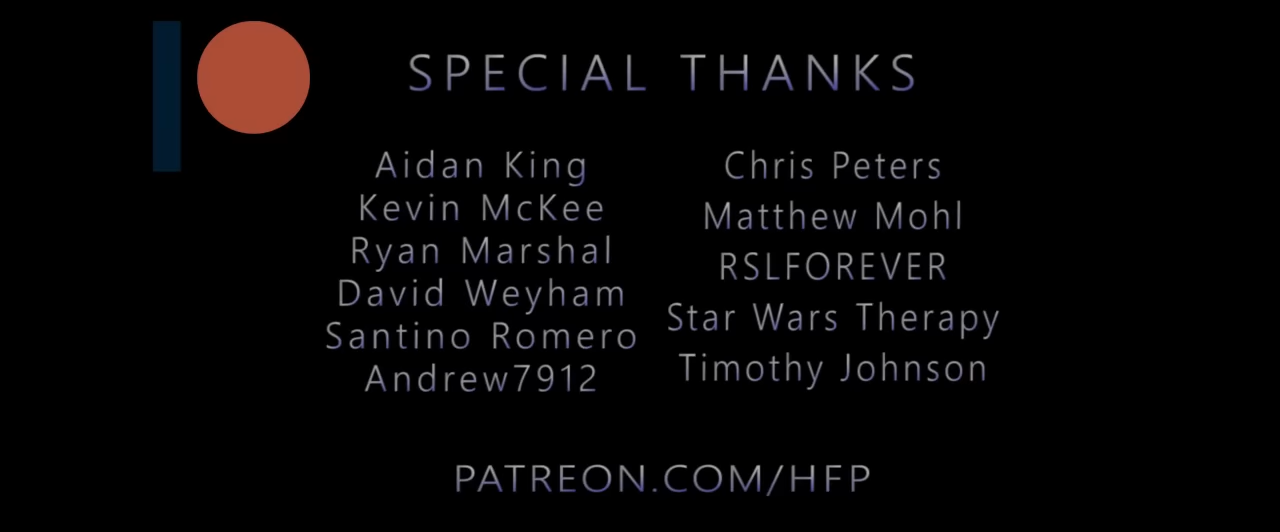 SPECIAL THANKS
Aidan King
Kevin McKee
Ryan Marshal
David Weyham
Santino Romero
Andrew7912
Chris Peters
Matthew Mohl
RSLFOREVER
Star Wars Therapy
Timothy Johnson
PATREON.COM/HFP